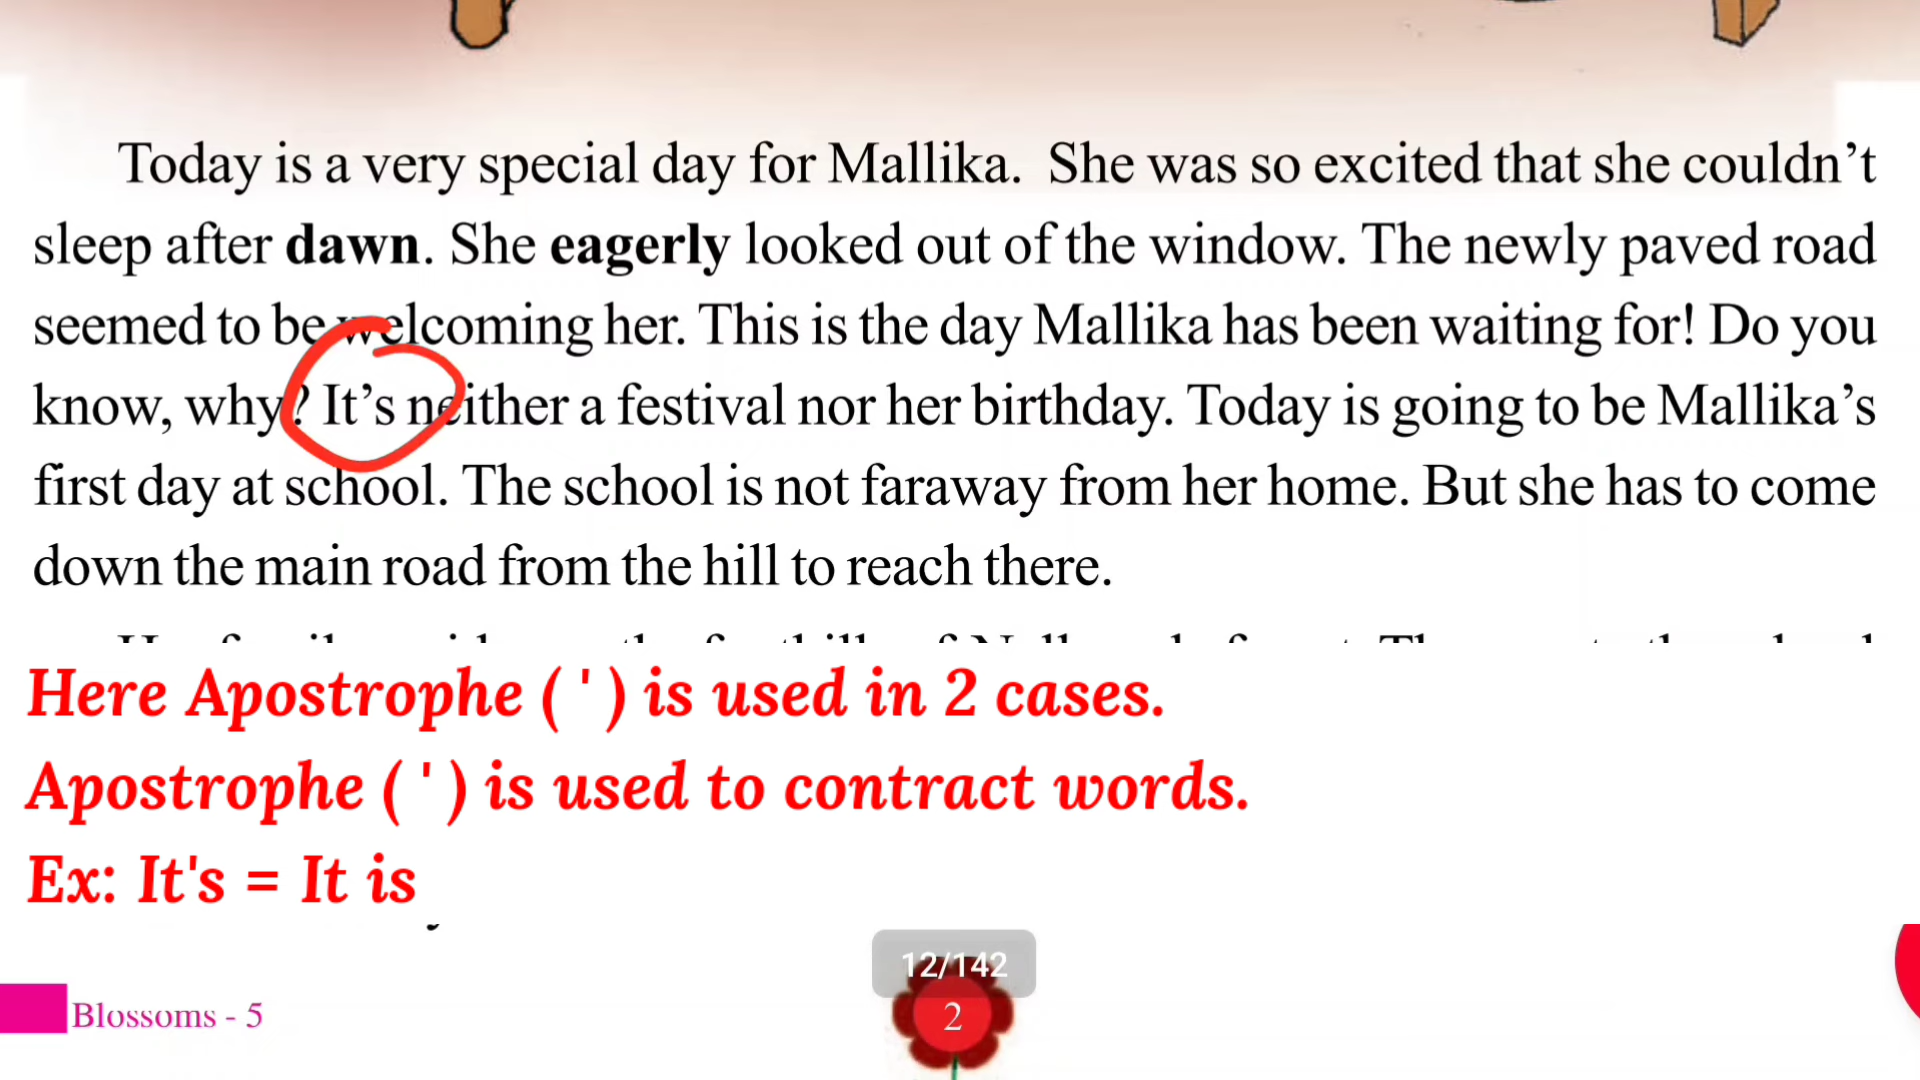 Today is a very special day for Mallika. She was so excited that she couldn’t
sleep after dawn. She eagerly looked out of the window. The newly paved road
seemed to be welcoming her. This is the day Mallika has been waiting for! Do you
know, why? It’s neither a festival nor her birthday. Today is going to be Mallika’s
first day at school. The school is not faraway from her home. But she has to come
down the main road from the hill to reach there.
Here Apostrophe ( ' ) is used in 2 cases.
Apostrophe ( ' ) is used to contract words.
Ex: It's = It is
12/142
Blossoms - 5
2